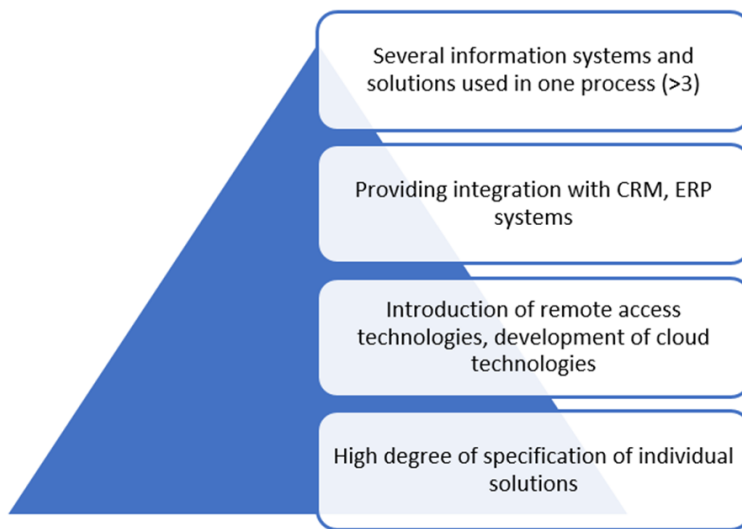 Several information systems and
solutions used in one process (>3)
Providing integration with CRM, ERP
systems
Introduction of remote access
technologies, development of cloud
technologies
High degree of specification of individual
solutions